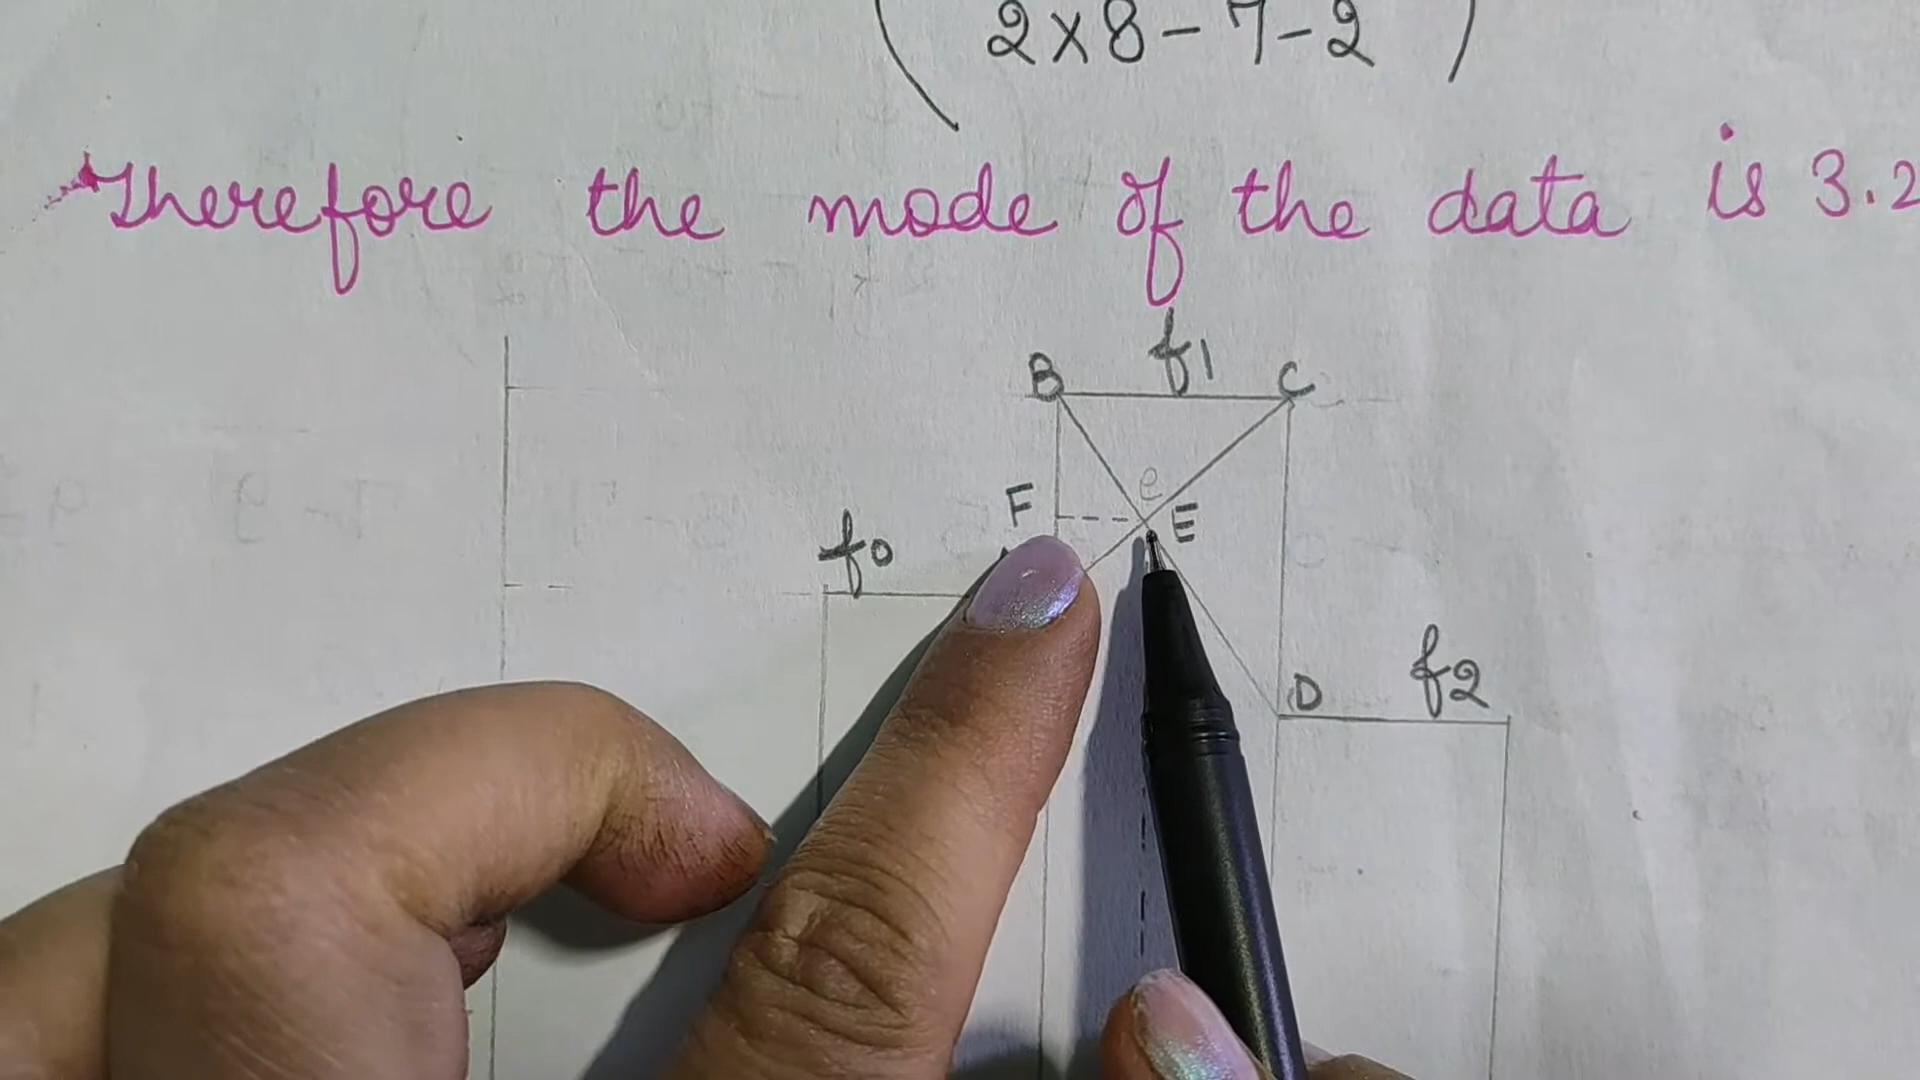 ( 2×8-7-2 )
Therefore the mode of the data is 3.2
f1
B C
e
F E
f0
D f2